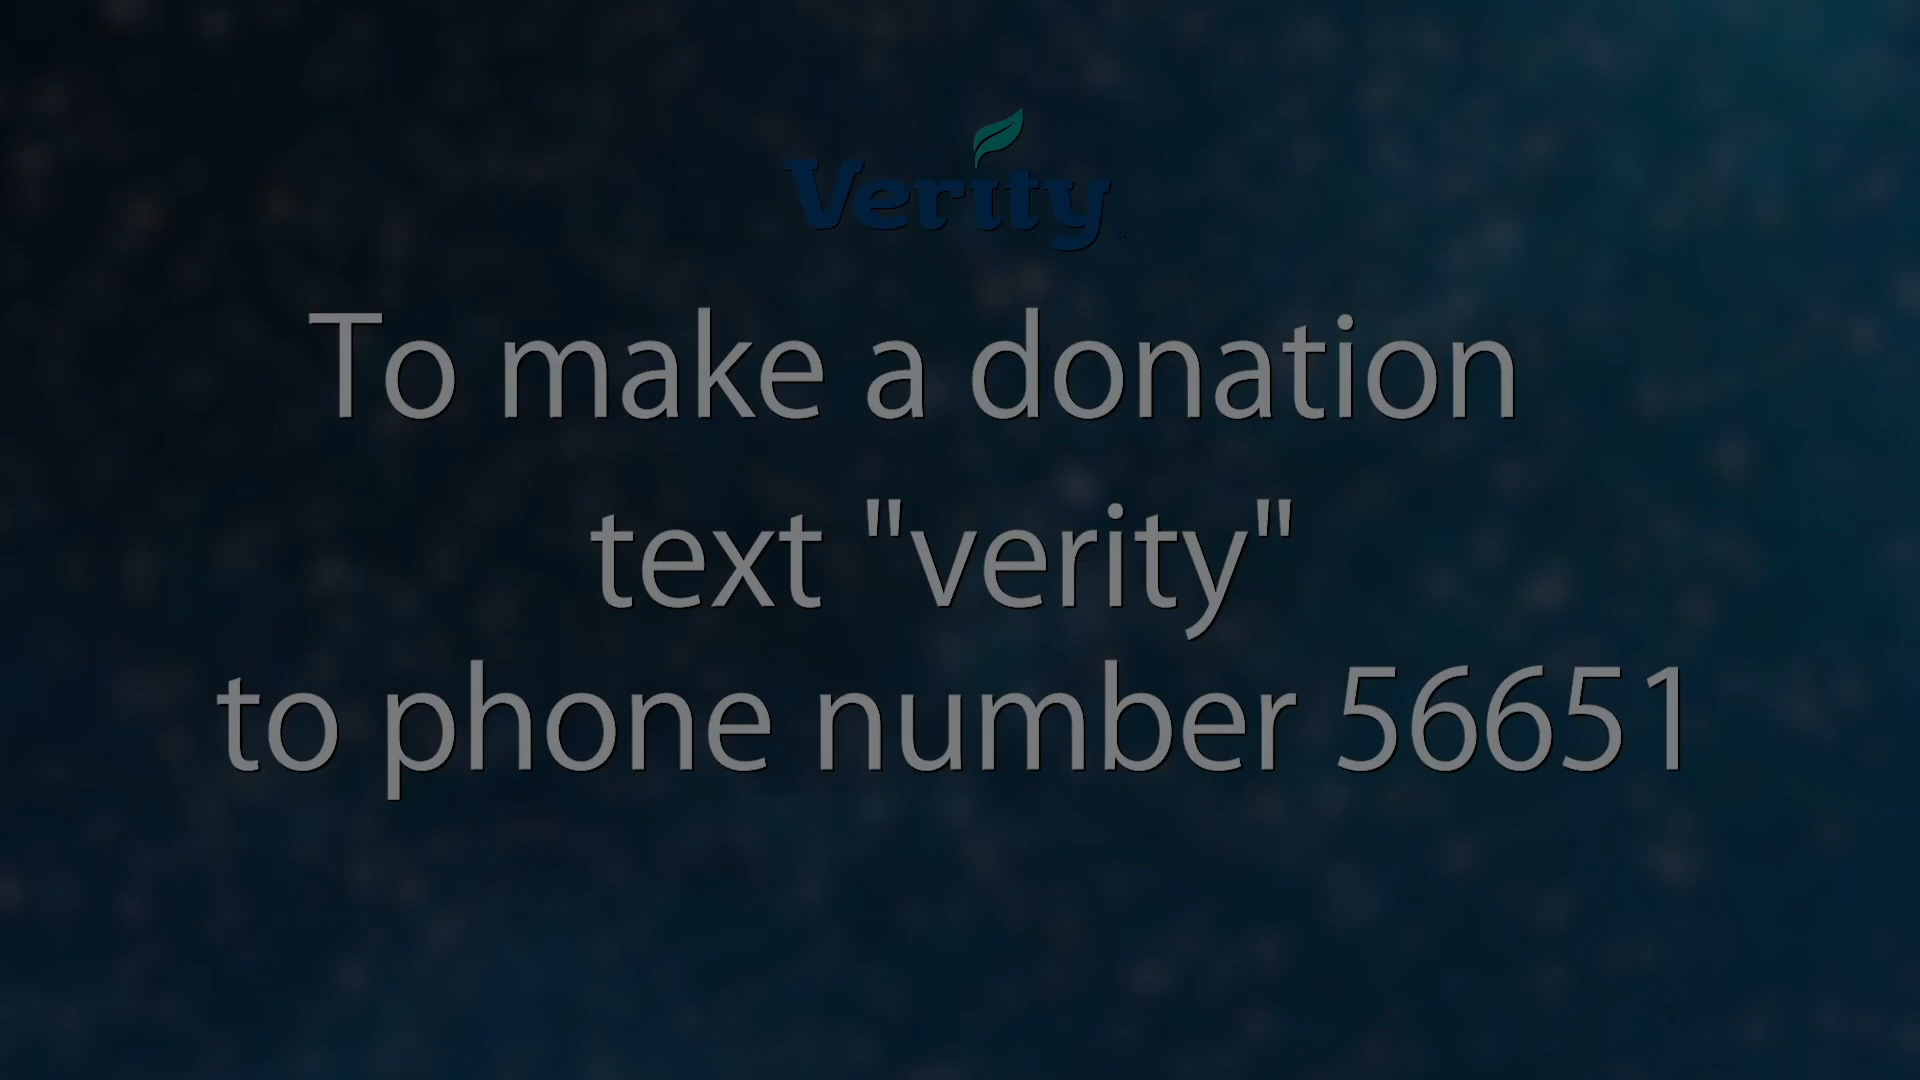 Verity®
To make a donation
text "verity"
to phone number 56651